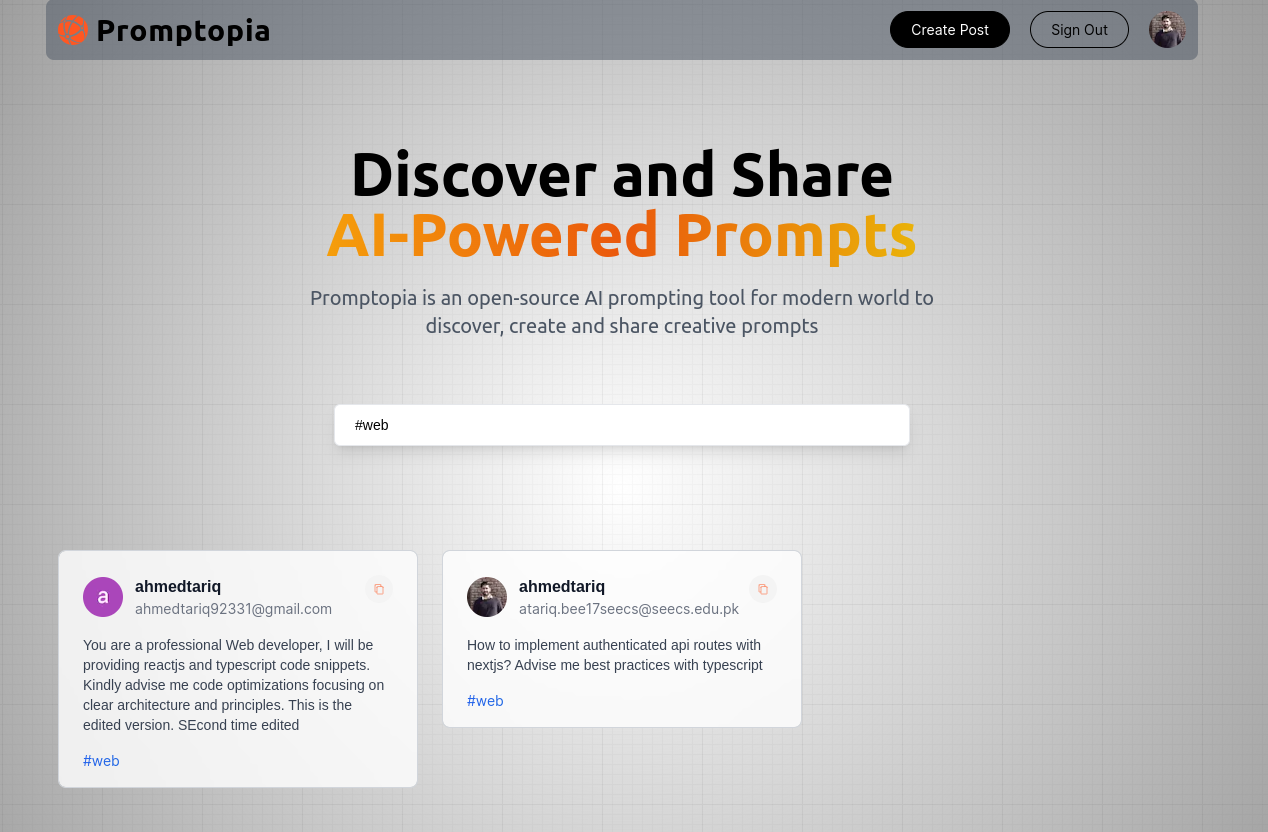 Promptopia
Create Post
Sign Out
Discover and Share
AI-Powered Prompts
Promptopia is an open-source AI prompting tool for modern world to
discover, create and share creative prompts
#web
a
ahmedtariq
ahmedtariq92331@gmail.com
You are a professional Web developer, I will be
providing reactjs and typescript code snippets.
Kindly advise me code optimizations focusing on
clear architecture and principles. This is the
edited version. SEcond time edited
#web
ahmedtariq
atariq.bee17seecs@seecs.edu.pk
How to implement authenticated api routes with
nextjs? Advise me best practices with typescript
#web